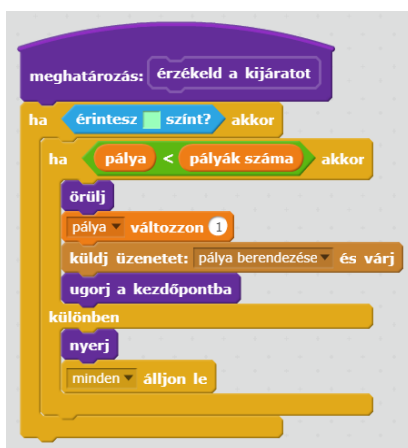 meghatározás: érzékeld a kijáratot
ha érintesz színt? akkor
ha pálya < pályák száma akkor
örülj
pálya változzon 1
küldj üzenetet: pálya berendezése és várj
ugorj a kezdőpontba
különben
nyerj
minden álljon le